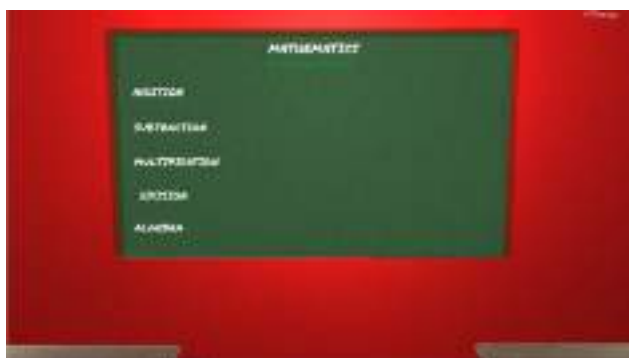 MATHEMATICS
ADDITION
SUBTRACTION
MULTIPLICATION
DIVISION
ALGEBRA